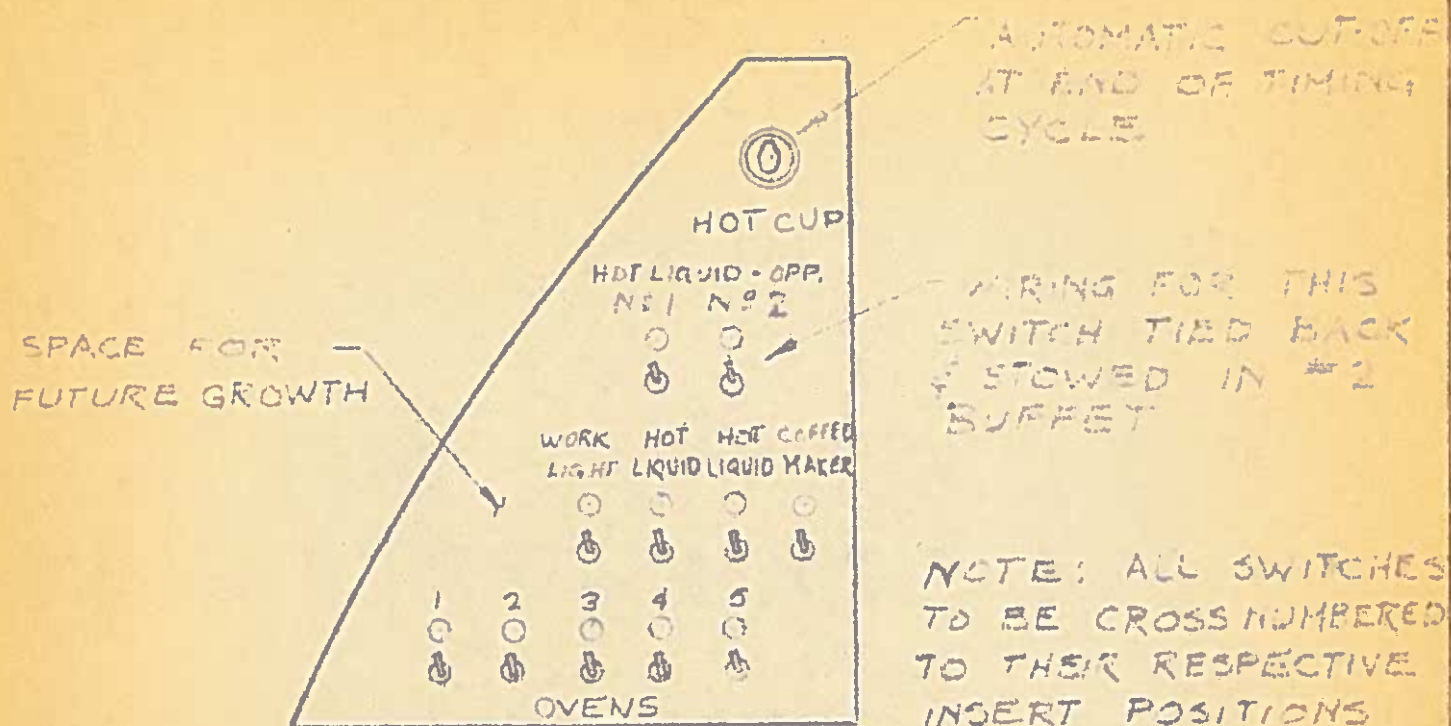 AUTOMATIC CUT-OFF
AT END OF TIMING
CYCLE
HOT CUP
HOT LIQUID - OPP.
Nº 1 Nº 2
WIRING FOR THIS
SWITCH TIED BACK
& STOWED IN #2
BUFFET
SPACE FOR
FUTURE GROWTH
WORK HOT HOT COFFEE
LIGHT LIQUID LIQUID MAKER
1 2 3 4 5
OVENS
NOTE: ALL SWITCHES
TO BE CROSS NUMBERED
TO THEIR RESPECTIVE
INSERT POSITIONS